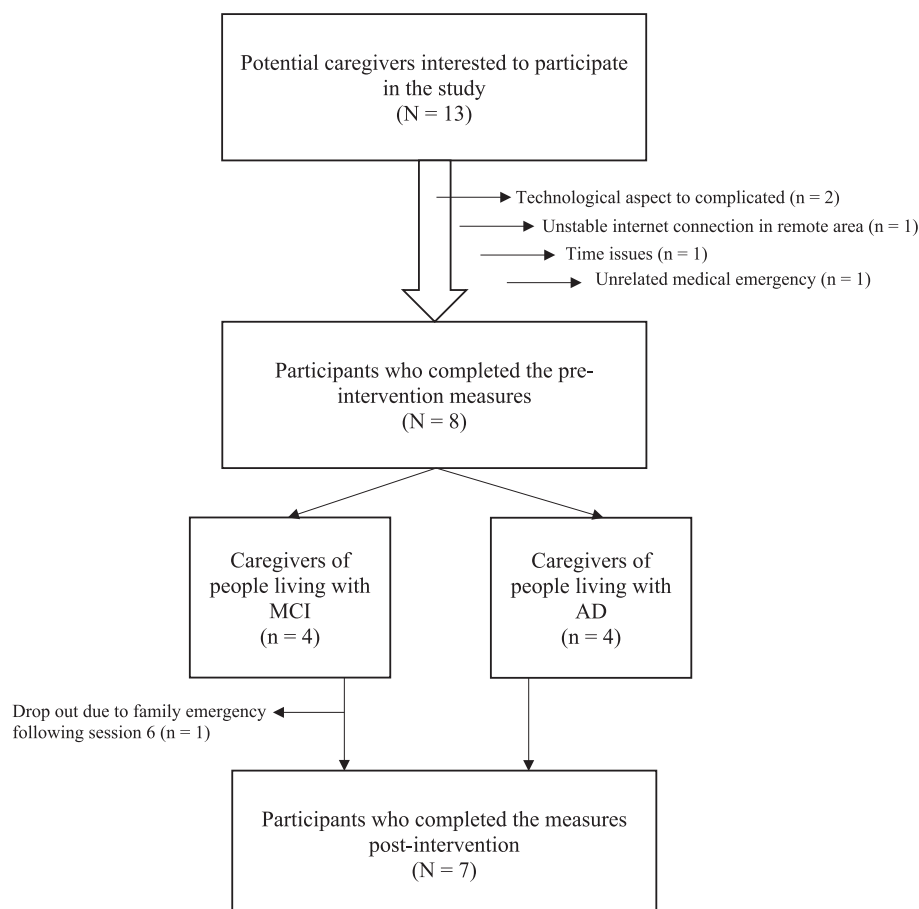 Potential caregivers interested to participate
in the study
(N = 13)
Technological aspect to complicated (n = 2)
Unstable internet connection in remote area (n = 1)
Time issues (n = 1)
Unrelated medical emergency (n = 1)
Participants who completed the pre-
intervention measures
(N = 8)
Caregivers of
people living with
MCI
(n = 4)
Caregivers of
people living with
AD
(n = 4)
Drop out due to family emergency
following session 6 (n = 1)
Participants who completed the measures
post-intervention
(N = 7)